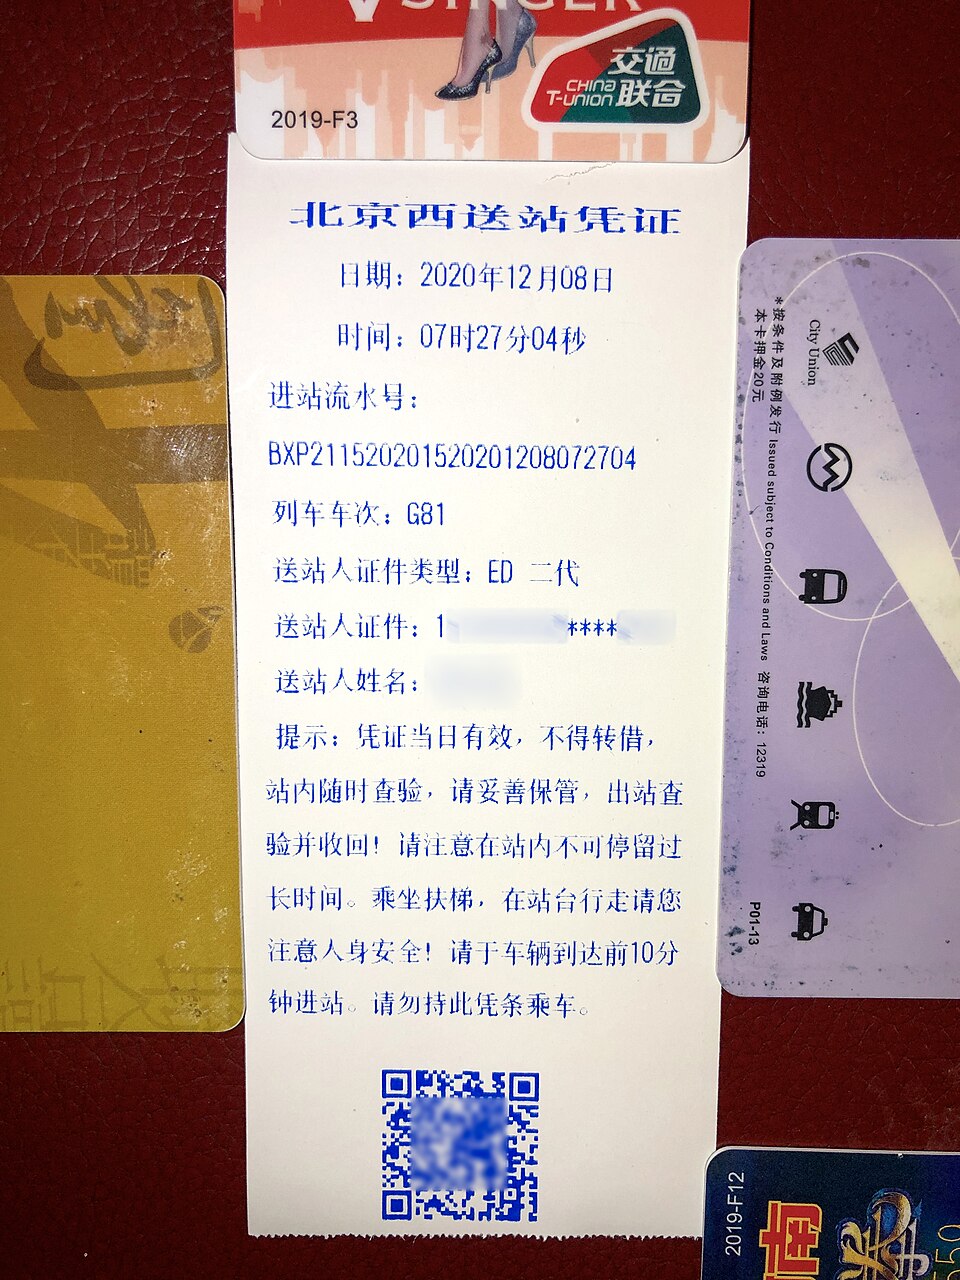 SINGER
交通
联合
CHINA
T-UNION
2019-F3
北京西送站凭证
日期：2020年12月08日
时间：07时27分04秒
进站流水号：
BXP211520201520201208072704
列车车次：G81
送站人证件类型：ED 二代
送站人证件：1 ****
送站人姓名：
提示：凭证当日有效，不得转借，
站内随时查验，请妥善保管，出站查
验并收回！请注意在站内不可停留过
长时间。乘坐扶梯，在站台行走请您
注意人身安全！请于车辆到达前10分
钟进站。请勿持此凭条乘车。
City Union
*按条件及附例发行 Issued subject to Conditions and Laws 咨询电话：12319
本卡押金20元
P01-13
2019-F12